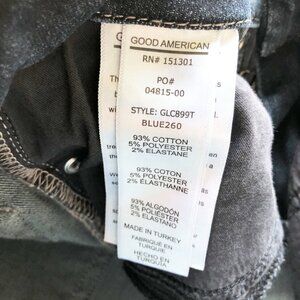 GOOD AMERICAN
RN# 151301
PO#
04815-00
STYLE: GLC899T
BLUE260
93% COTTON
5% POLYESTER
2% ELASTANE
93% COTON
5% POLYESTER
2% ELASTHANNE
93% ALGODÓN
5% POLIÉSTER
2% ELASTANO
MADE IN TURKEY
FABRIQUÉ EN
TURQUIE
HECHO EN
TURQUÍA